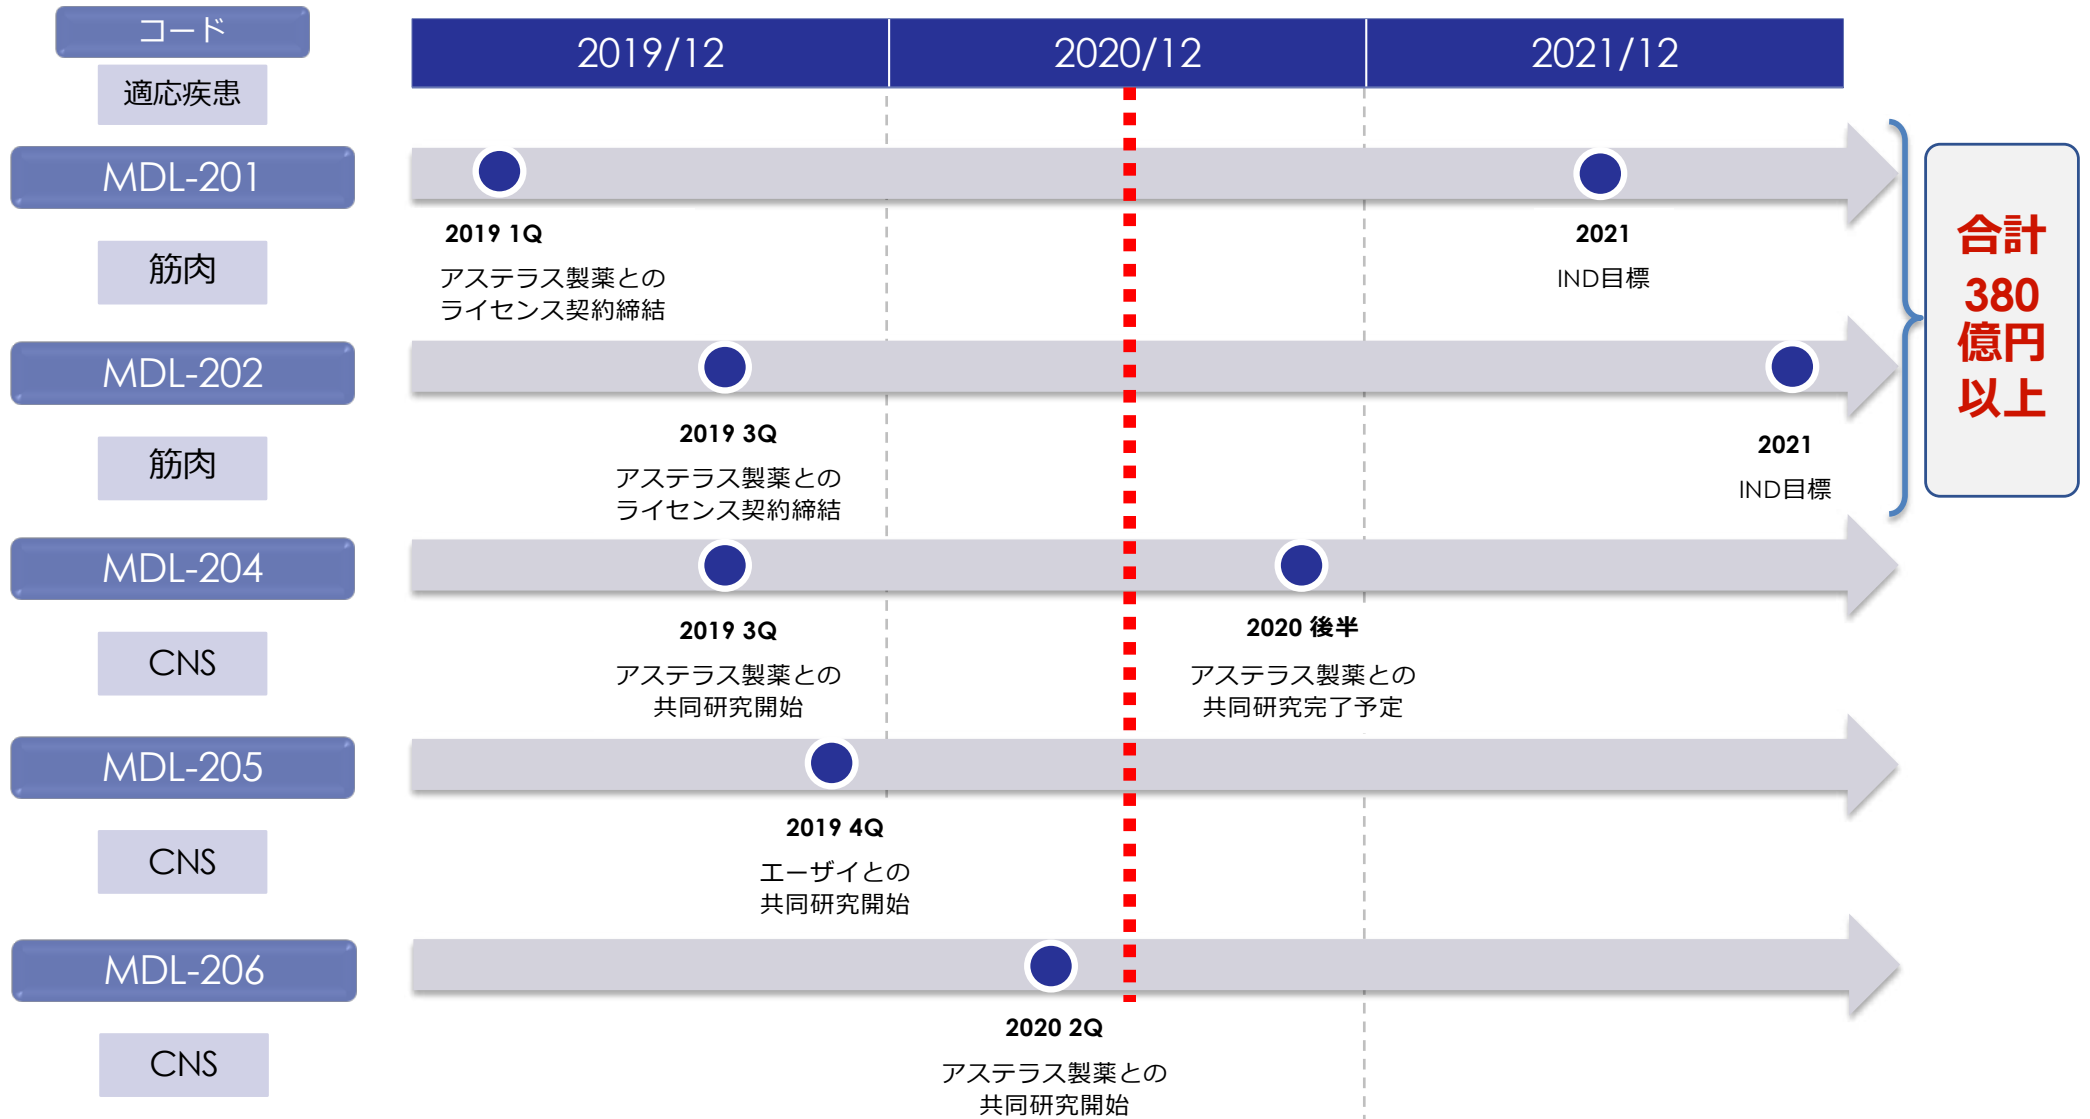 コード
適応疾患
2019/12
2020/12
2021/12
MDL-201
筋肉
2019 1Q
アステラス製薬との
ライセンス契約締結
2021
IND目標
MDL-202
筋肉
2019 3Q
アステラス製薬との
ライセンス契約締結
2021
IND目標
合計
380
億円
以上
MDL-204
CNS
2019 3Q
アステラス製薬との
共同研究開始
2020 後半
アステラス製薬との
共同研究完了予定
MDL-205
CNS
2019 4Q
エーザイとの
共同研究開始
MDL-206
CNS
2020 2Q
アステラス製薬との
共同研究開始